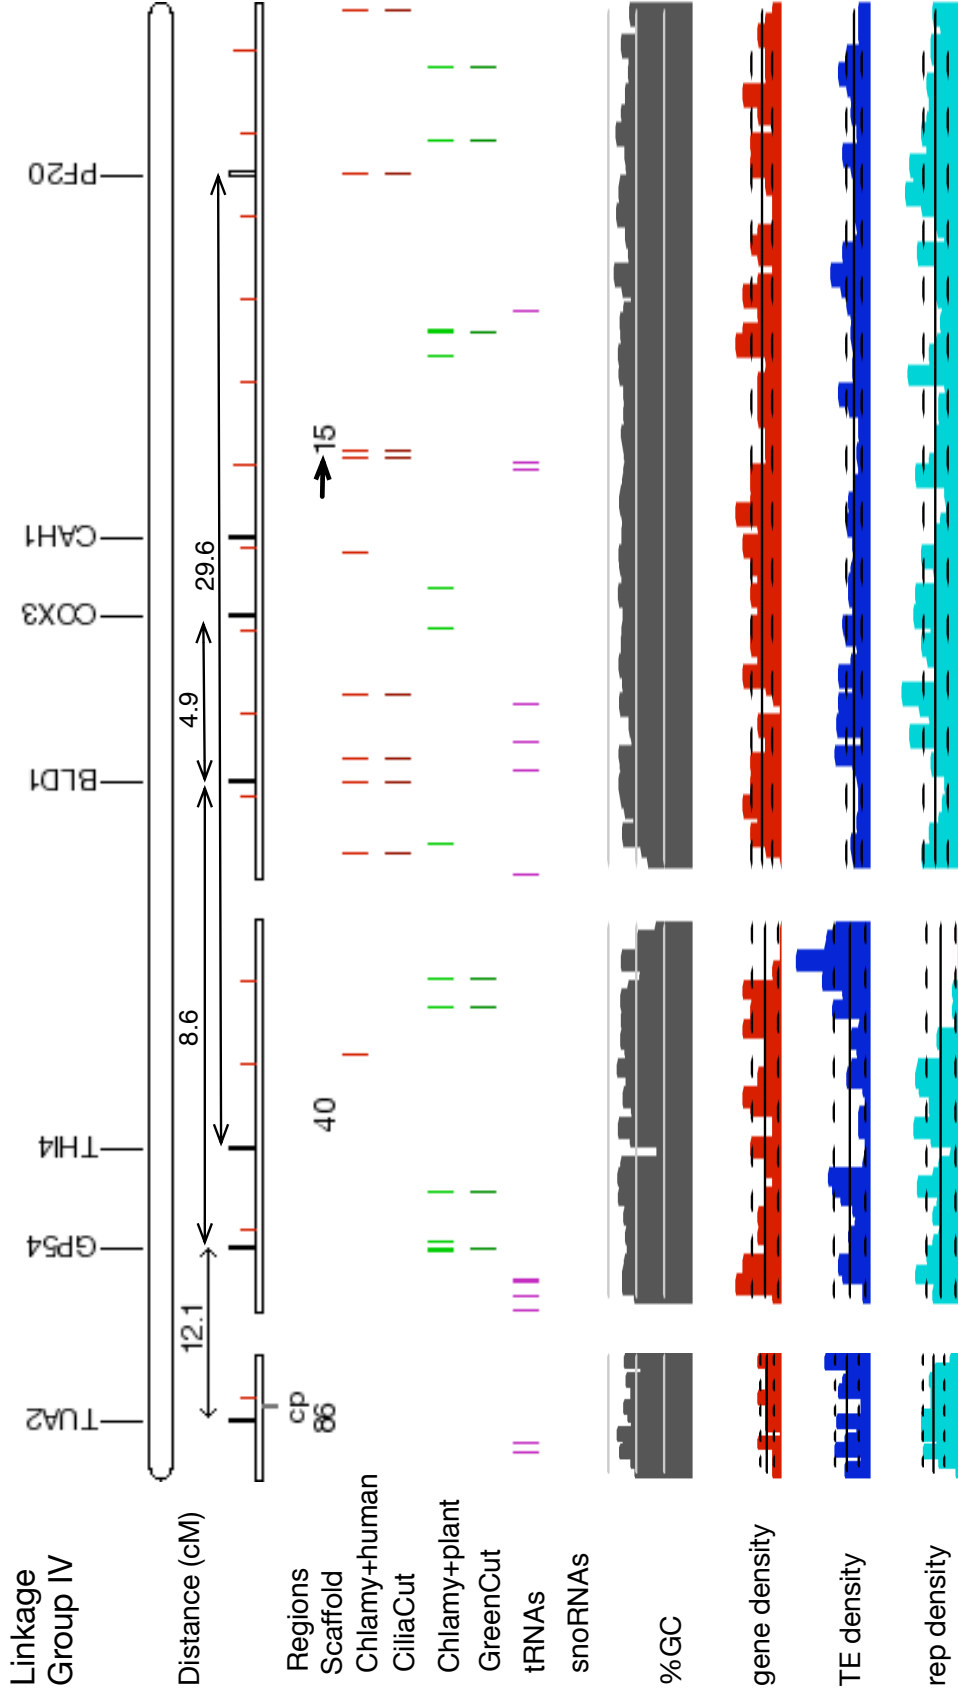 Linkage
Group IV
TUA2
GP54
THI4
BLD1
COX3
CAH1
PF20
Distance (cM)
12.1
8.6
4.9
29.6
Regions
cp
Scaffold
86
40
15
Chlamy+human
CiliaCut
Chlamy+plant
GreenCut
tRNAs
snoRNAs
%GC
gene density
TE density
rep density